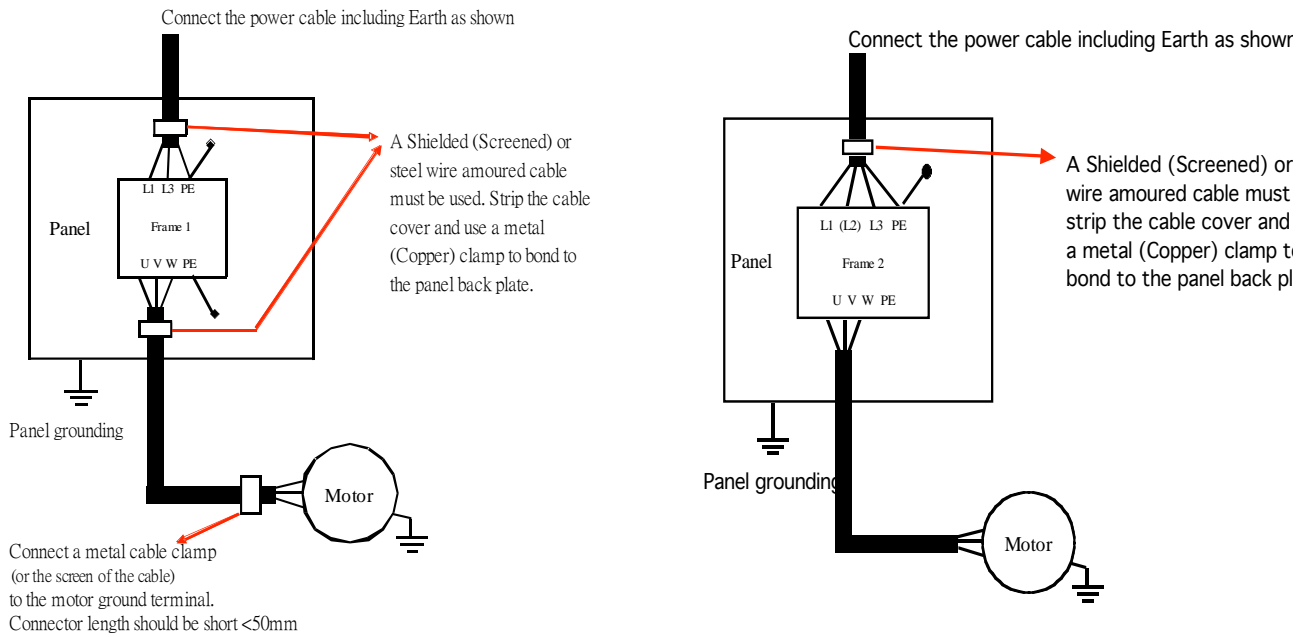 Connect the power cable including Earth as shown
L1 L3 PE
Panel
Frame 1
U V W PE
A Shielded (Screened) or
steel wire amoured cable
must be used. Strip the cable
cover and use a metal
(Copper) clamp to bond to
the panel back plate.
Panel grounding
Motor
Connect a metal cable clamp
(or the screen of the cable)
to the motor ground terminal.
Connector length should be short <50mm
Connect the power cable including Earth as shown
L1 (L2) L3 PE
Panel
Frame 2
U V W PE
A Shielded (Screened) or
wire amoured cable must
strip the cable cover and
a metal (Copper) clamp to
bond to the panel back pl
Panel grounding
Motor